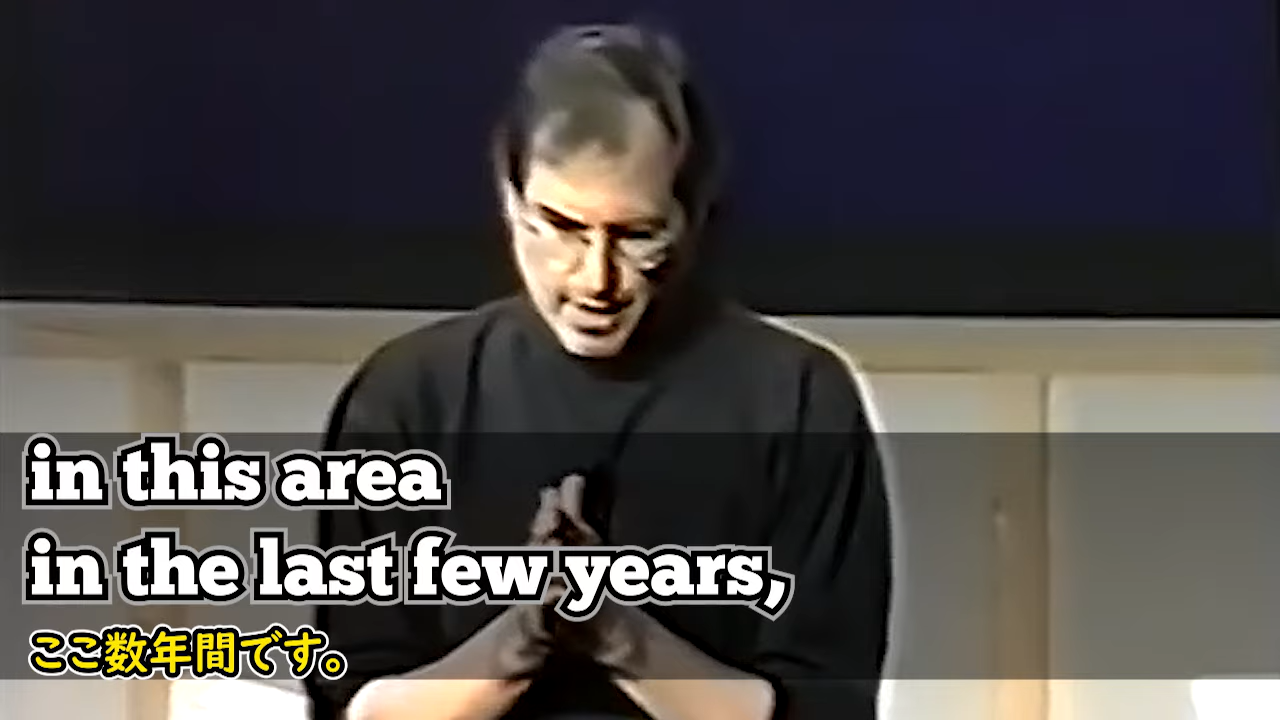 in this area
in the last few years,
ここ数年間です。